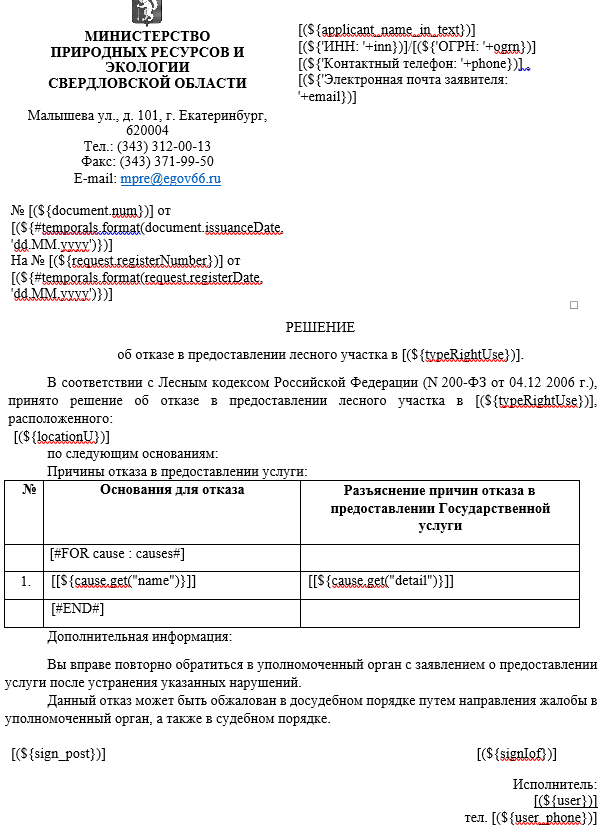 МИНИСТЕРСТВО
ПРИРОДНЫХ РЕСУРСОВ И
ЭКОЛОГИИ
СВЕРДЛОВСКОЙ ОБЛАСТИ
Малышева ул., д. 101, г. Екатеринбург,
620004
Тел.: (343) 312-00-13
Факс: (343) 371-99-50
E-mail: mpre@egov66.ru
[(${applicant_name_in_text})]
[(${'ИНН: '+inn})]/[(${'ОГРН: '+ogrn})]
[(${'Контактный телефон: '+phone})],
[(${'Электронная почта заявителя:
'+email})]
№ [(${document.num})] от
[(${#temporals.format(document.issuanceDate,
'dd.MM.yyyy')})]
На № [(${request.registerNumber})] от
[(${#temporals.format(request.registerDate,
'dd.MM.yyyy')})]
РЕШЕНИЕ
об отказе в предоставлении лесного участка в [(${typeRightUse})].
В соответствии с Лесным кодексом Российской Федерации (N 200-ФЗ от 04.12 2006 г.),
принято решение об отказе в предоставлении лесного участка в [(${typeRightUse})],
расположенного:
[(${locationU})]
по следующим основаниям:
Причины отказа в предоставлении услуги:
№
Основания для отказа
Разъяснение причин отказа в
предоставлении Государственной
услуги
[#FOR cause : causes#]
1.
[[${cause.get("name")}]]
[[${cause.get("detail")}]]
[#END#]
Дополнительная информация:
Вы вправе повторно обратиться в уполномоченный орган с заявлением о предоставлении
услуги после устранения указанных нарушений.
Данный отказ может быть обжалован в досудебном порядке путем направления жалобы в
уполномоченный орган, а также в судебном порядке.
[(${sign_post})]
[(${signIof})]
Исполнитель:
[(${user})]
тел. [(${user_phone})]